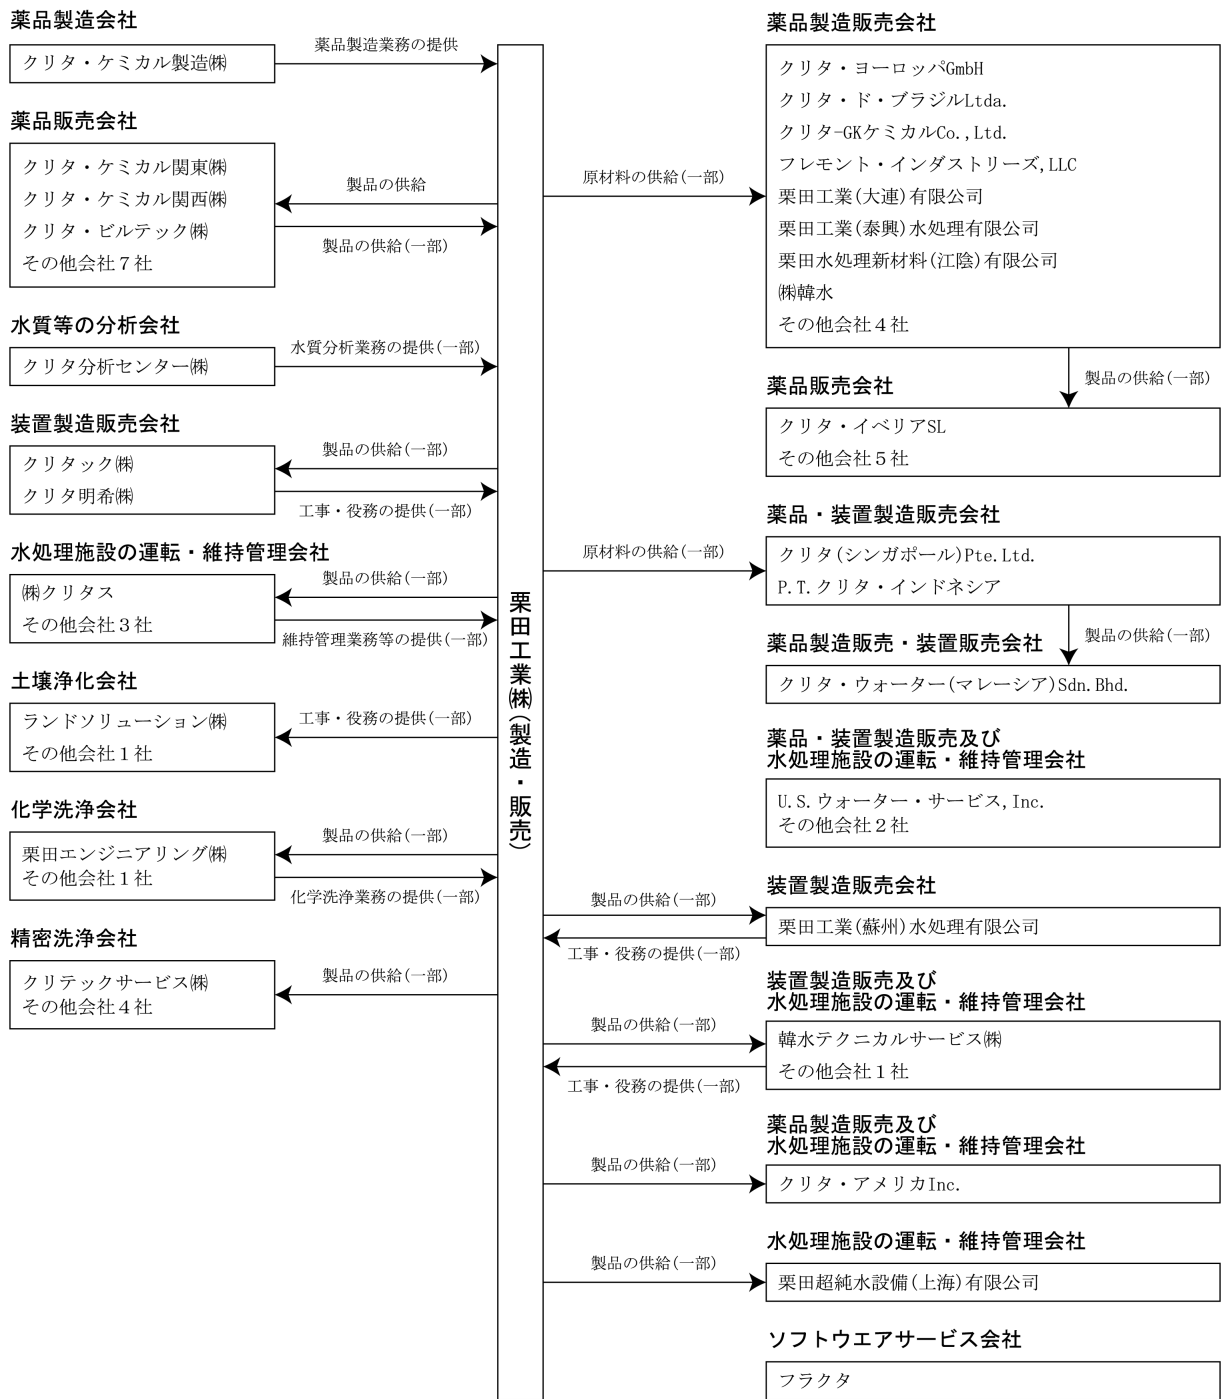 薬品製造会社
クリタ・ケミカル製造㈱
薬品製造業務の提供
薬品販売会社
クリタ・ケミカル関東㈱
クリタ・ケミカル関西㈱
クリタ・ビルテック㈱
その他会社７社
製品の供給
製品の供給(一部)
水質等の分析会社
クリタ分析センター㈱
水質分析業務の提供(一部)
装置製造販売会社
クリタック㈱
クリタ明希㈱
製品の供給(一部)
工事・役務の提供(一部)
水処理施設の運転・維持管理会社
㈱クリタス
その他会社３社
製品の供給(一部)
維持管理業務等の提供(一部)
土壌浄化会社
ランドソリューション㈱
その他会社１社
工事・役務の提供(一部)
化学洗浄会社
栗田エンジニアリング㈱
その他会社１社
製品の供給(一部)
化学洗浄業務の提供(一部)
精密洗浄会社
クリテックサービス㈱
その他会社４社
製品の供給(一部)
栗田工業㈱(製造・販売)
薬品製造販売会社
原材料の供給(一部)
クリタ・ヨーロッパGmbH
クリタ・ド・ブラジルLtda.
クリタ-GKケミカルCo.,Ltd.
フレモント・インダストリーズ,LLC
栗田工業(大連)有限公司
栗田工業(泰興)水処理有限公司
栗田水処理新材料(江陰)有限公司
㈱韓水
その他会社４社
製品の供給(一部)
薬品販売会社
クリタ・イベリアSL
その他会社５社
薬品・装置製造販売会社
原材料の供給(一部)
クリタ(シンガポール)Pte.Ltd.
P.T.クリタ・インドネシア
製品の供給(一部)
薬品製造販売・装置販売会社
クリタ・ウォーター(マレーシア)Sdn.Bhd.
薬品・装置製造販売及び
水処理施設の運転・維持管理会社
U.S.ウォーター・サービス,Inc.
その他会社２社
装置製造販売会社
製品の供給(一部)
栗田工業(蘇州)水処理有限公司
工事・役務の提供(一部)
装置製造販売及び
水処理施設の運転・維持管理会社
製品の供給(一部)
韓水テクニカルサービス㈱
その他会社１社
工事・役務の提供(一部)
薬品製造販売及び
水処理施設の運転・維持管理会社
製品の供給(一部)
クリタ・アメリカInc.
水処理施設の運転・維持管理会社
製品の供給(一部)
栗田超純水設備(上海)有限公司
ソフトウエアサービス会社
フラクタ